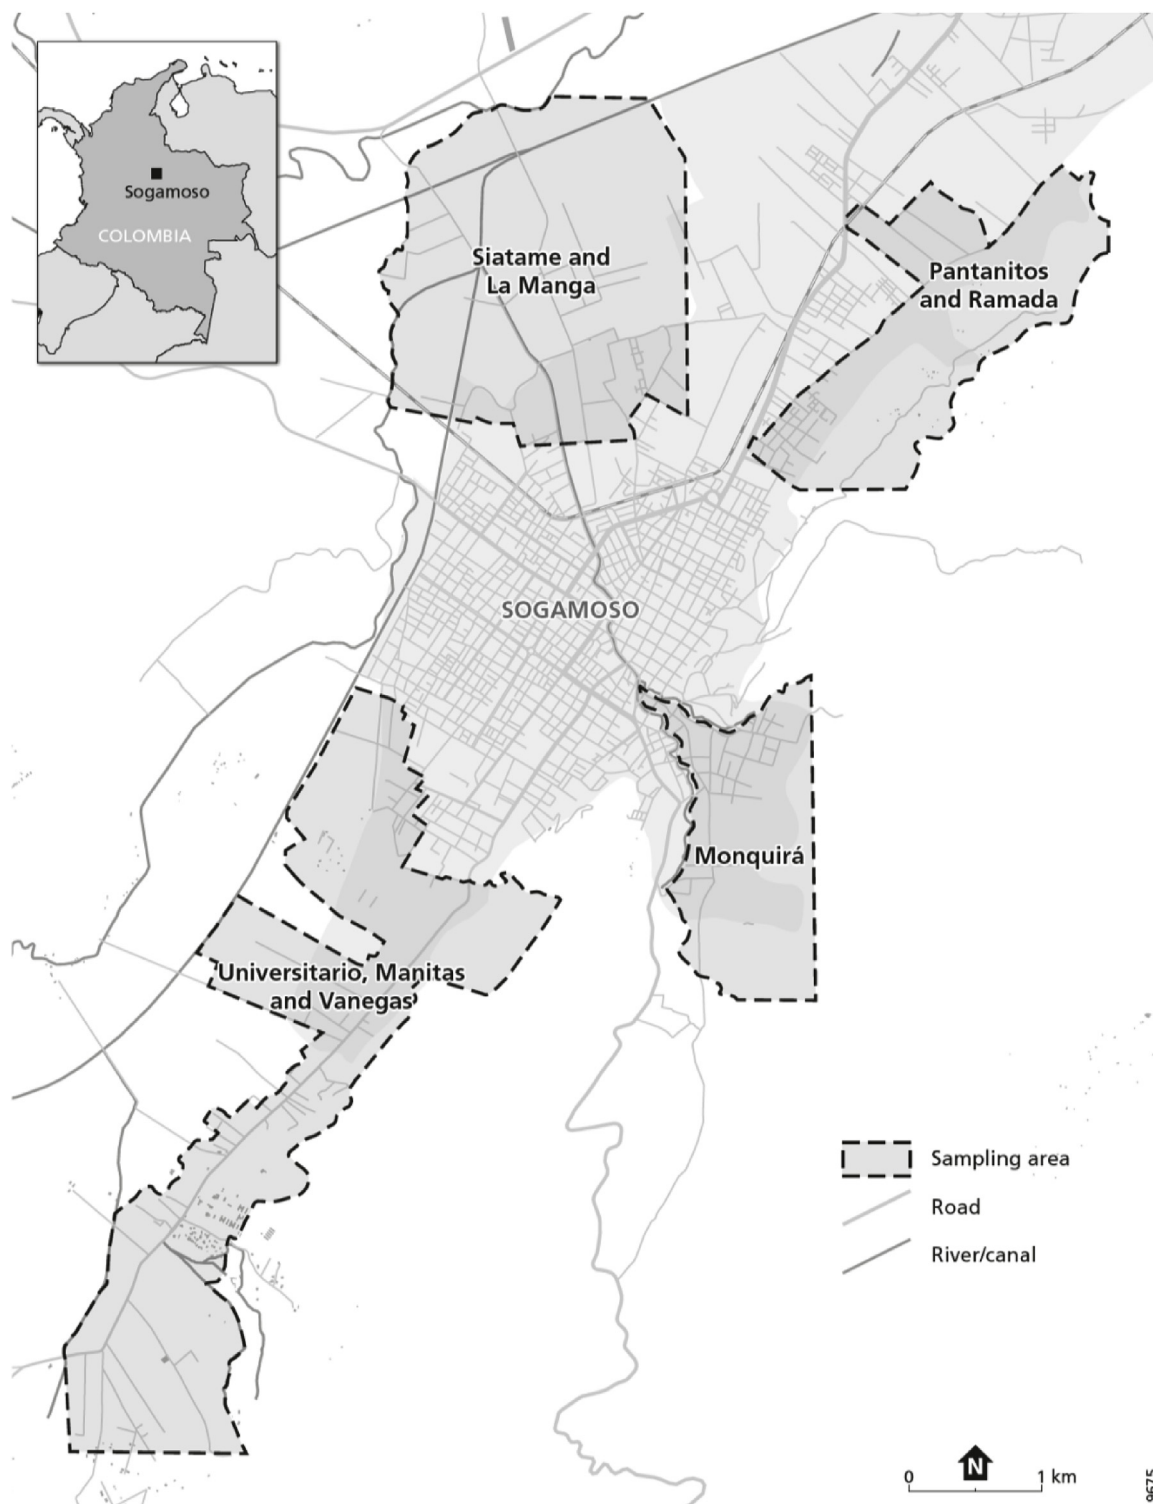 Sogamoso
COLOMBIA
Siatame and
La Manga
Pantanitos
and Ramada
SOGAMOSO
Monquirá
Universitario, Manitas
and Vanegas
Sampling area
Road
River/canal
N
0 1 km
9675